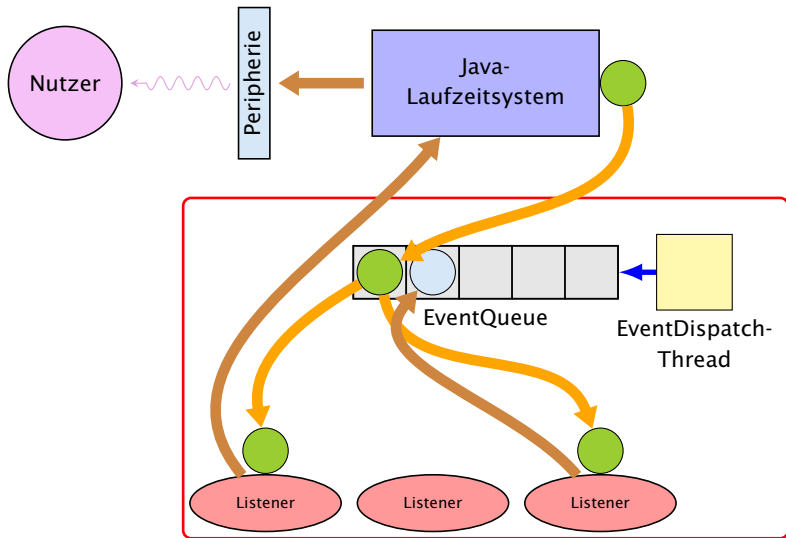 Nutzer
Peripherie
Java-
Laufzeitsystem
EventQueue
EventDispatch-
Thread
Listener
Listener
Listener